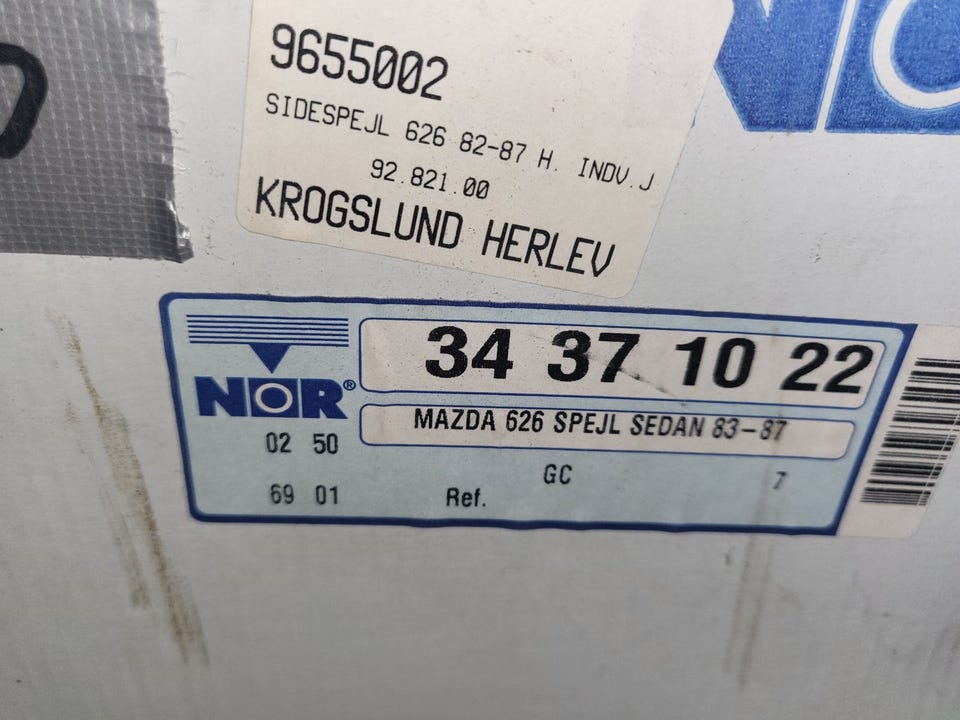 9655002
SIDESPEJL 626 82-87 H. INDV.J
92.821.00
KROGSLUND HERLEV
NOR®
34 37 10 22
MAZDA 626 SPEJL SEDAN 83-87
02 50
GC 7
69 01
Ref.